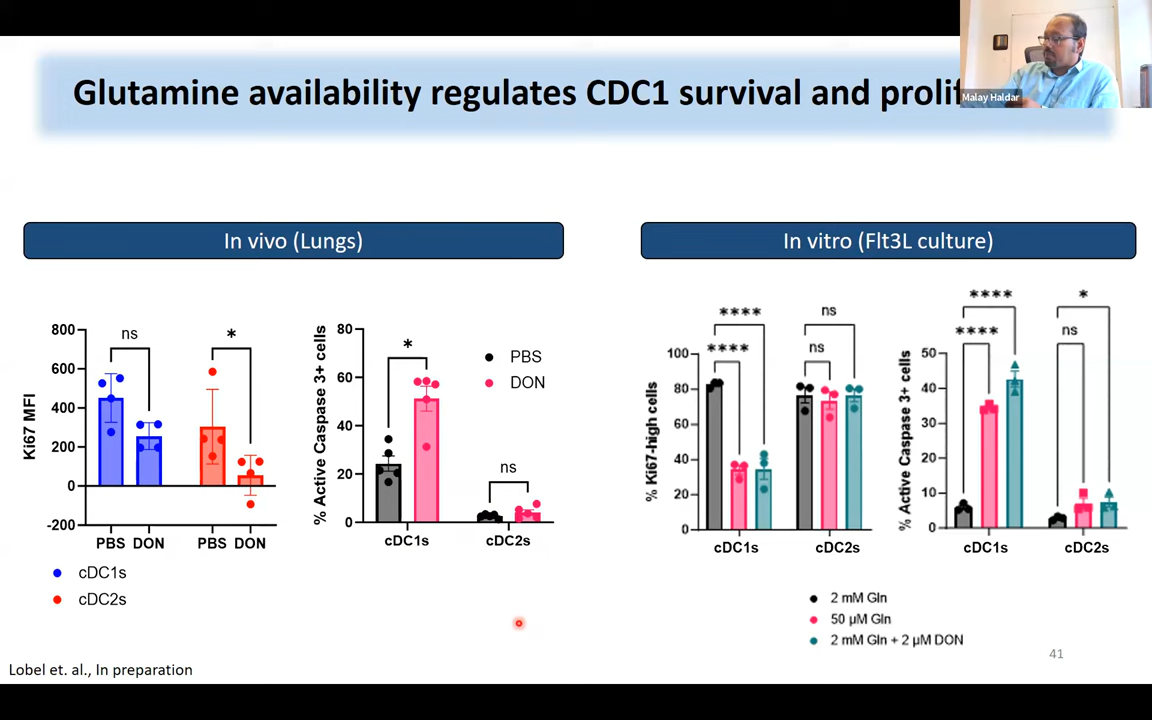 Glutamine availability regulates CDC1 survival and
Malay Haldar
In vivo (Lungs)
In vitro (Flt3L culture)
800
600
400
200
0
-200
Ki67 MFI
ns
*
PBS DON PBS DON
cDC1s
cDC2s
80
60
40
20
0
% Active Caspase 3+ cells
*
ns
cDC1s cDC2s
PBS
DON
100
80
60
40
20
0
% Ki67-high cells
****
****
ns
ns
cDC1s cDC2s
50
40
30
20
10
0
% Active Caspase 3+ cells
****
****
*
ns
cDC1s cDC2s
2 mM Gln
50 µM Gln
2 mM Gln + 2 µM DON
41
Lobel et. al., In preparation